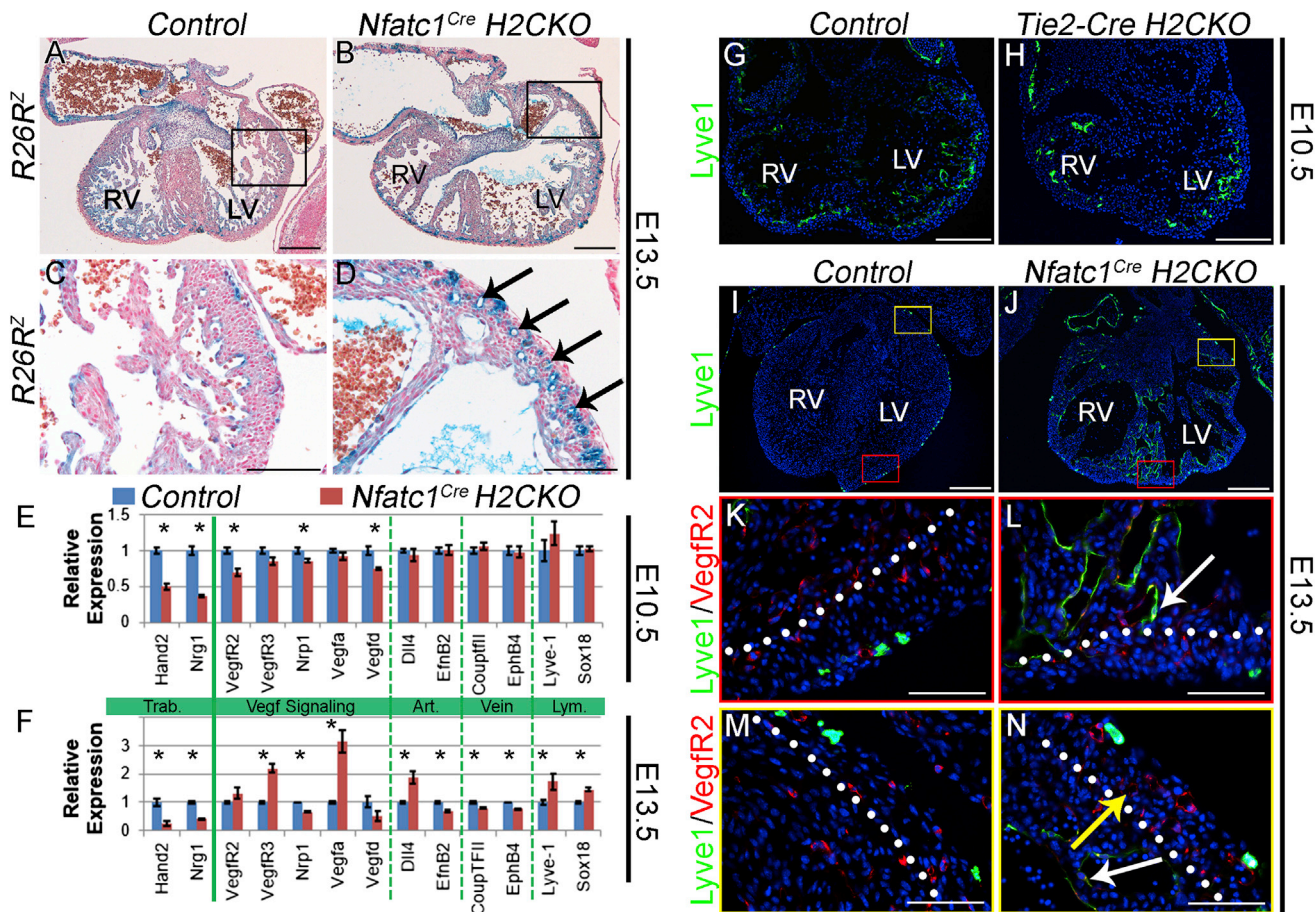 Control
Nfatc1Cre H2CKO
A
B
R26RZ
RV
LV
RV
LV
E13.5
C
D
R26RZ
Control
Nfatc1Cre H2CKO
E
Relative Expression
1.5
1
0.5
0
* * * * *
Hand2
Nrg1
VegfR2
VegfR3
Nrp1
Vegfa
Vegfd
Dll4
EfnB2
CouptfII
EphB4
Lyve-1
Sox18
E10.5
Trab.
Vegf Signaling
Art.
Vein
Lym.
F
Relative Expression
3
2
1
0
* * * * * * * * * * *
Hand2
Nrg1
VegfR2
VegfR3
Nrp1
Vegfa
Vegfd
Dll4
EfnB2
CoupTFII
EphB4
Lyve-1
Sox18
E13.5
Control
Tie2-Cre H2CKO
G
H
Lyve1
RV
LV
RV
LV
E10.5
Control
Nfatc1Cre H2CKO
I
J
Lyve1
RV
LV
RV
LV
K
L
Lyve1/VegfR2
M
N
Lyve1/VegfR2
E13.5